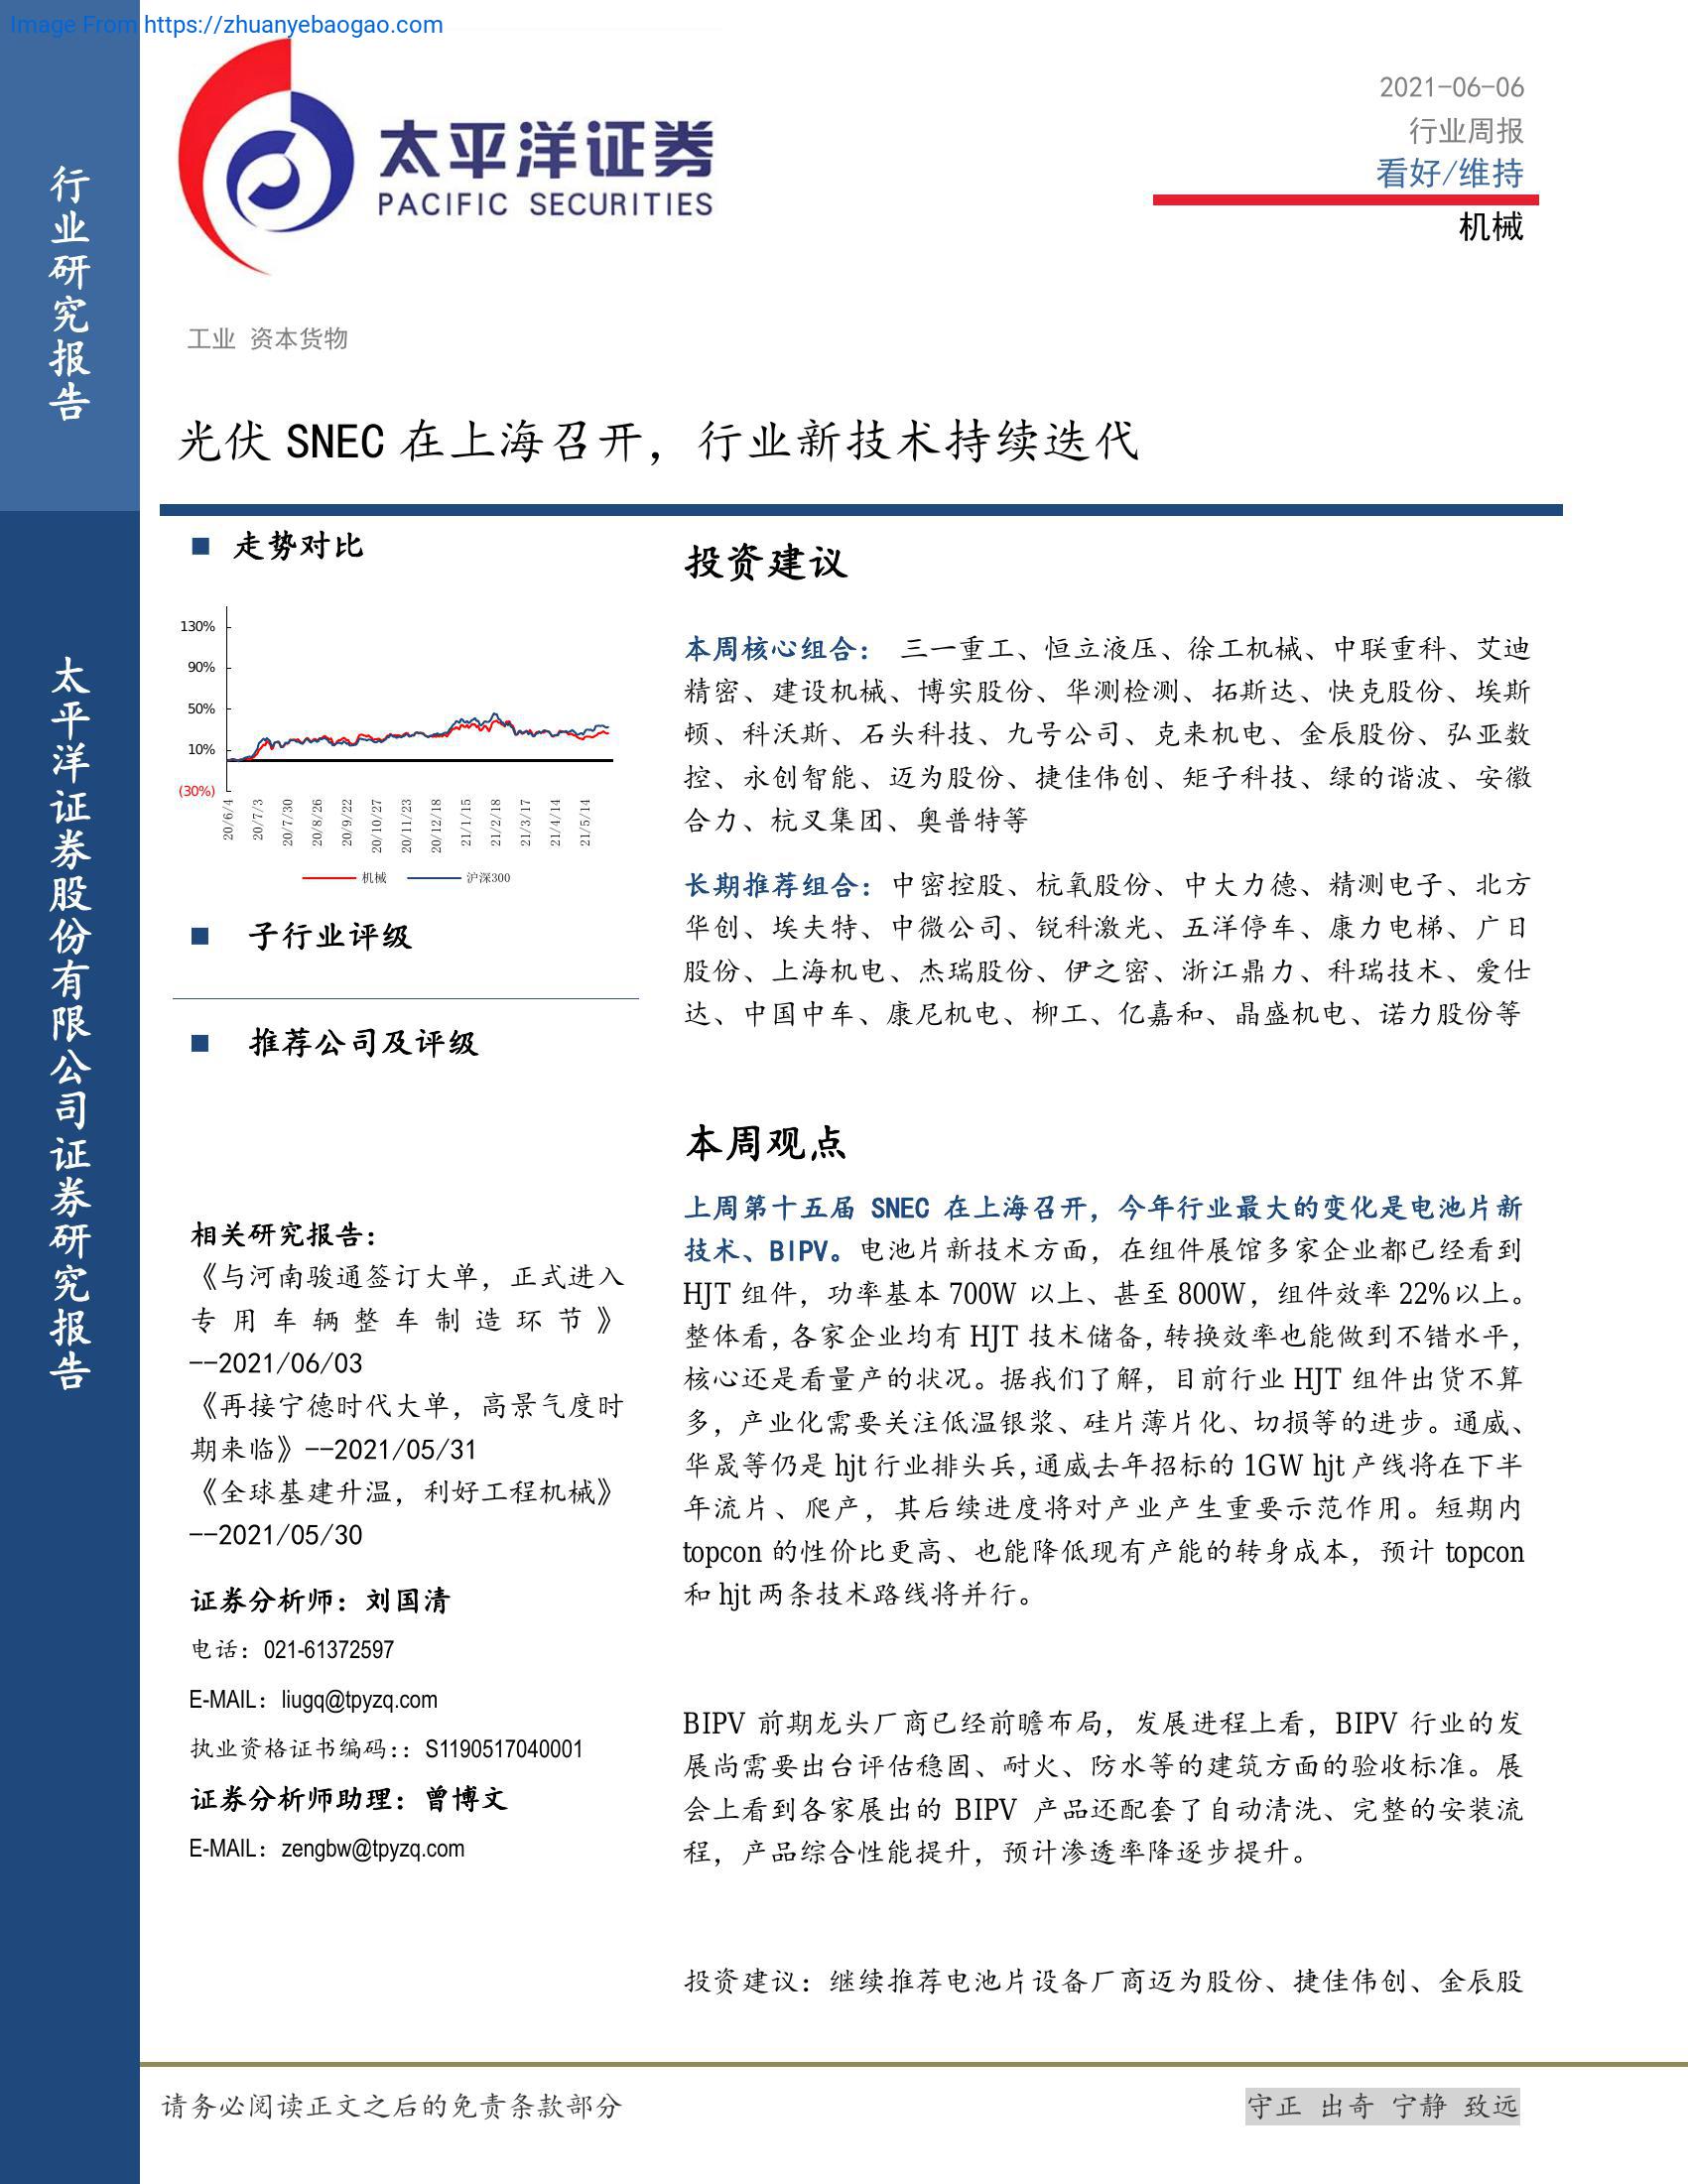 Image From https://zhuanyebaogao.com
行业研究报告
太平洋证券股份有限公司证券研究报告
太平洋证券
PACIFIC SECURITIES
2021-06-06
行业周报
看好/维持
机械
工业 资本货物
光伏 SNEC 在上海召开，行业新技术持续迭代
■ 走势对比
130%
90%
50%
10%
(30%)
20/6/4
20/7/3
20/7/30
20/8/26
20/9/22
20/10/27
20/11/23
20/12/18
21/1/15
21/2/18
21/3/17
21/4/14
21/5/14
机械 沪深300
■ 子行业评级
■ 推荐公司及评级
相关研究报告：
《与河南骏通签订大单，正式进入
专用车辆整车制造环节》
--2021/06/03
《再接宁德时代大单，高景气度时
期来临》--2021/05/31
《全球基建升温，利好工程机械》
--2021/05/30
证券分析师：刘国清
电话：021-61372597
E-MAIL：liugq@tpyzq.com
执业资格证书编码：：S1190517040001
证券分析师助理：曾博文
E-MAIL：zengbw@tpyzq.com
投资建议
本周核心组合： 三一重工、恒立液压、徐工机械、中联重科、艾迪
精密、建设机械、博实股份、华测检测、拓斯达、快克股份、埃斯
顿、科沃斯、石头科技、九号公司、克来机电、金辰股份、弘亚数
控、永创智能、迈为股份、捷佳伟创、矩子科技、绿的谐波、安徽
合力、杭叉集团、奥普特等
长期推荐组合：中密控股、杭氧股份、中大力德、精测电子、北方
华创、埃夫特、中微公司、锐科激光、五洋停车、康力电梯、广日
股份、上海机电、杰瑞股份、伊之密、浙江鼎力、科瑞技术、爱仕
达、中国中车、康尼机电、柳工、亿嘉和、晶盛机电、诺力股份等
本周观点
上周第十五届 SNEC 在上海召开，今年行业最大的变化是电池片新
技术、BIPV。电池片新技术方面，在组件展馆多家企业都已经看到
HJT 组件，功率基本 700W 以上、甚至 800W，组件效率 22%以上。
整体看，各家企业均有 HJT 技术储备，转换效率也能做到不错水平，
核心还是看量产的状况。据我们了解，目前行业 HJT 组件出货不算
多，产业化需要关注低温银浆、硅片薄片化、切损等的进步。通威、
华晟等仍是 hjt 行业排头兵，通威去年招标的 1GW hjt 产线将在下半
年流片、爬产，其后续进度将对产业产生重要示范作用。短期内
topcon 的性价比更高、也能降低现有产能的转身成本，预计 topcon
和 hjt 两条技术路线将并行。
BIPV 前期龙头厂商已经前瞻布局，发展进程上看，BIPV 行业的发
展尚需要出台评估稳固、耐火、防水等的建筑方面的验收标准。展
会上看到各家展出的 BIPV 产品还配套了自动清洗、完整的安装流
程，产品综合性能提升，预计渗透率降逐步提升。
投资建议：继续推荐电池片设备厂商迈为股份、捷佳伟创、金辰股
请务必阅读正文之后的免责条款部分
守正 出奇 宁静 致远